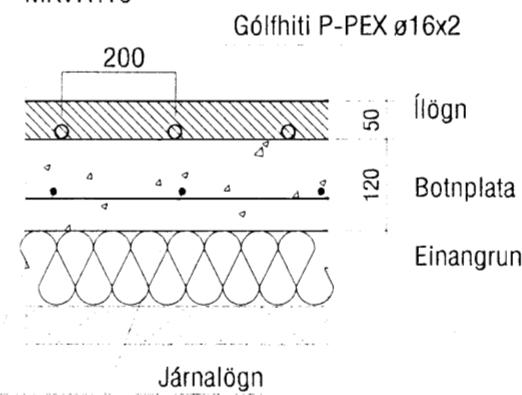 Gólfhiti P-PEX ø16x2
200
50
Ílögn
120
Botnplata
Einangrun
Járnalögn